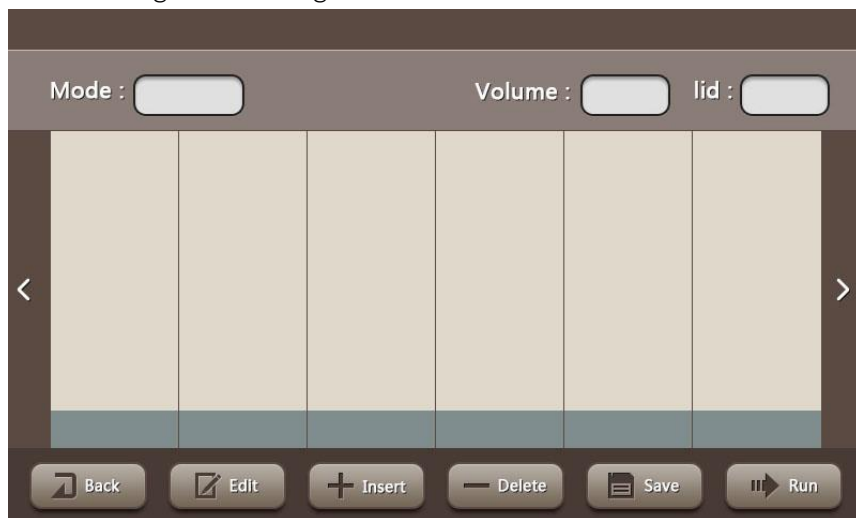 Mode :
Volume :
lid :
Back
Edit
Insert
Delete
Save
Run